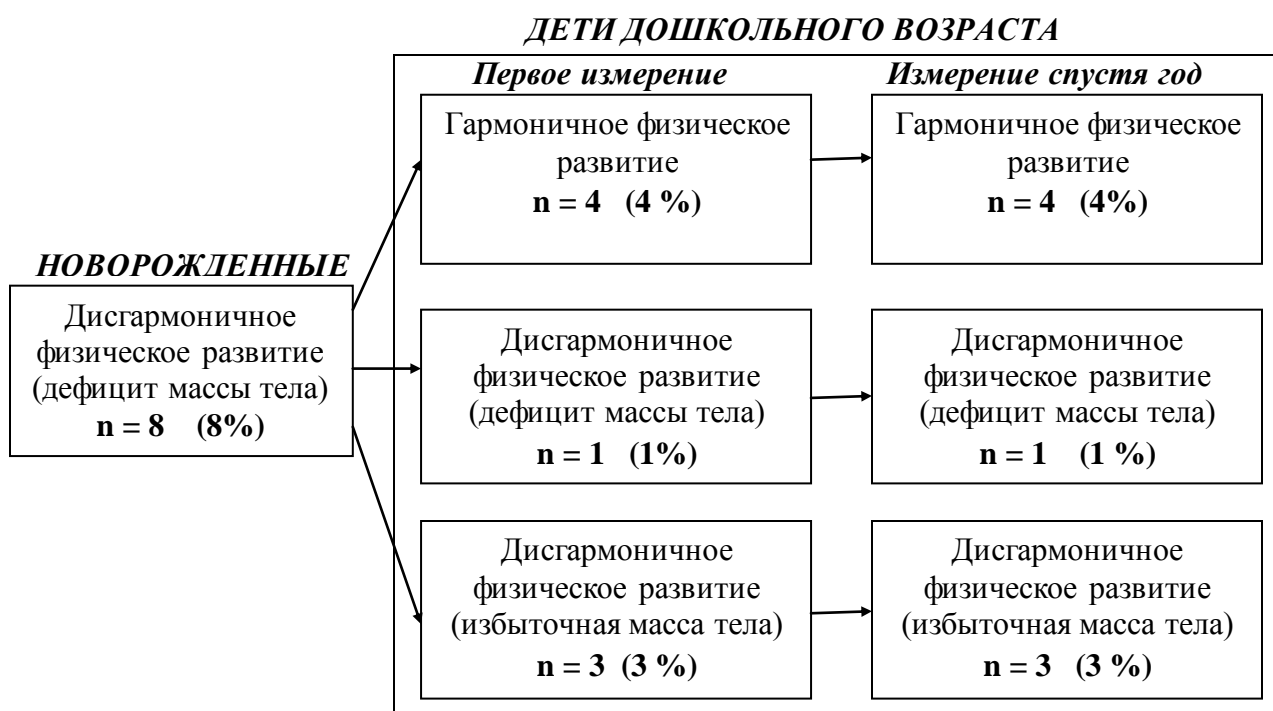 ДЕТИ ДОШКОЛЬНОГО ВОЗРАСТА
Первое измерение
Измерение спустя год
Гармоничное физическое
развитие
n = 4 (4 %)
Гармоничное физическое
развитие
n = 4 (4%)
НОВОРОЖДЕННЫЕ
Дисгармоничное
физическое развитие
(дефицит массы тела)
n = 8 (8%)
Дисгармоничное
физическое развитие
(дефицит массы тела)
n = 1 (1%)
Дисгармоничное
физическое развитие
(дефицит массы тела)
n = 1 (1 %)
Дисгармоничное
физическое развитие
(избыточная масса тела)
n = 3 (3 %)
Дисгармоничное
физическое развитие
(избыточная масса тела)
n = 3 (3 %)